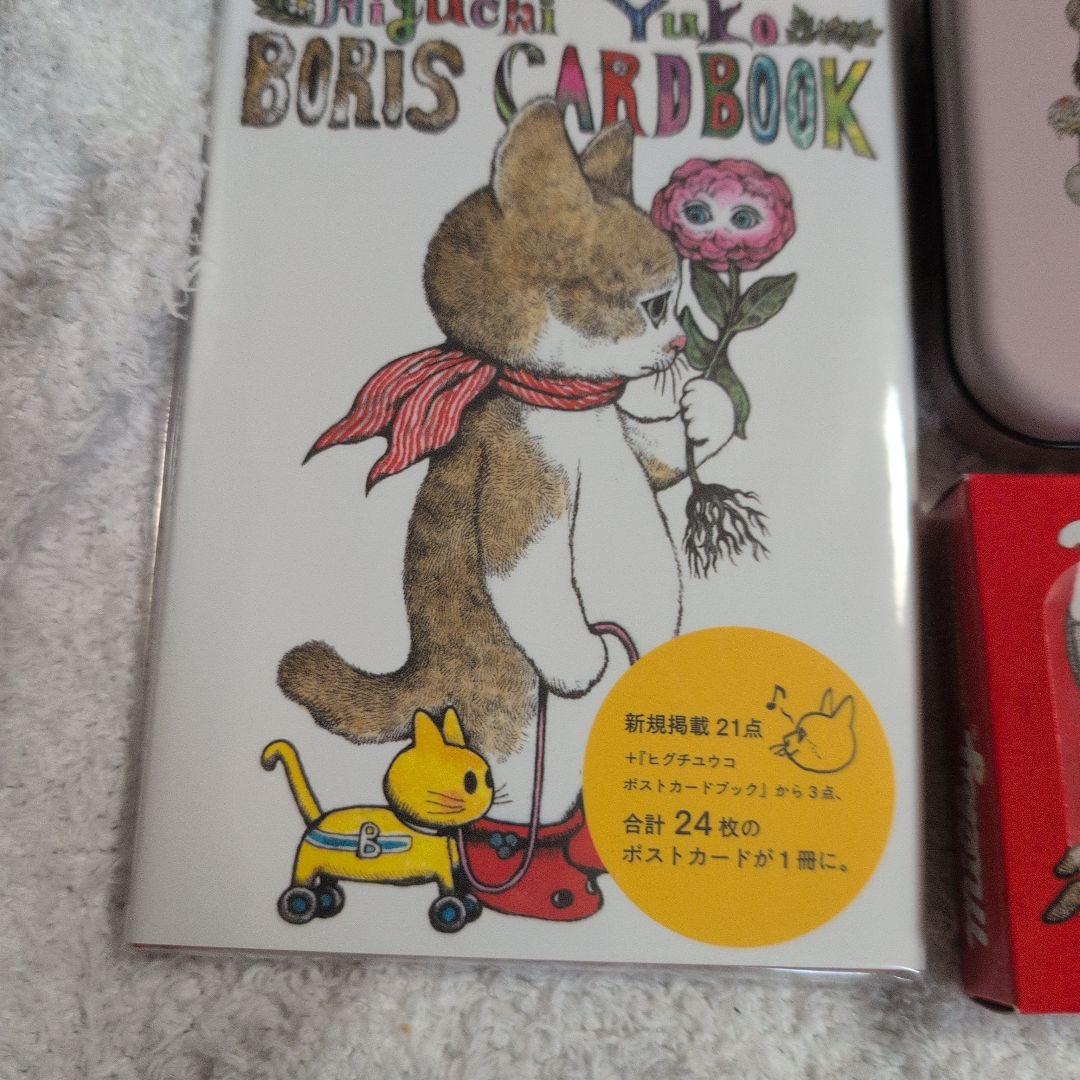 Higuchi Yuko
BORIS CARDBOOK
新規掲載 21点
+『ヒグチユウコ
ポストカードブック』から3点、
合計 24枚の
ポストカードが1冊に。
B